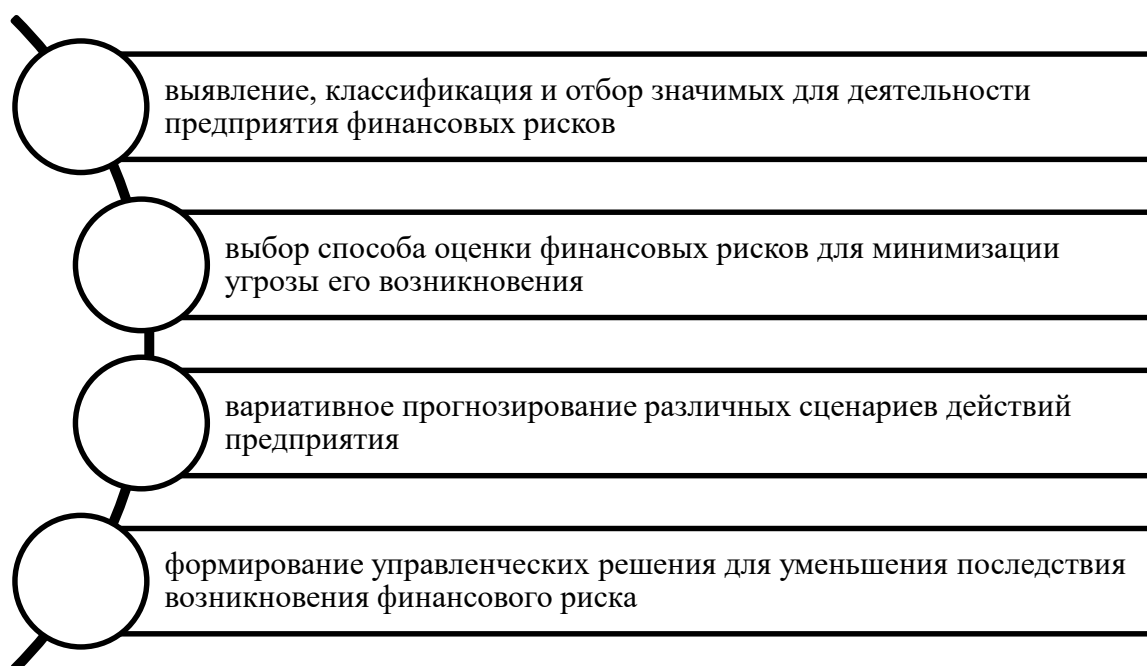 выявление, классификация и отбор значимых для деятельности
предприятия финансовых рисков
выбор способа оценки финансовых рисков для минимизации
угрозы его возникновения
вариативное прогнозирование различных сценариев действий
предприятия
формирование управленческих решения для уменьшения последствия
возникновения финансового риска